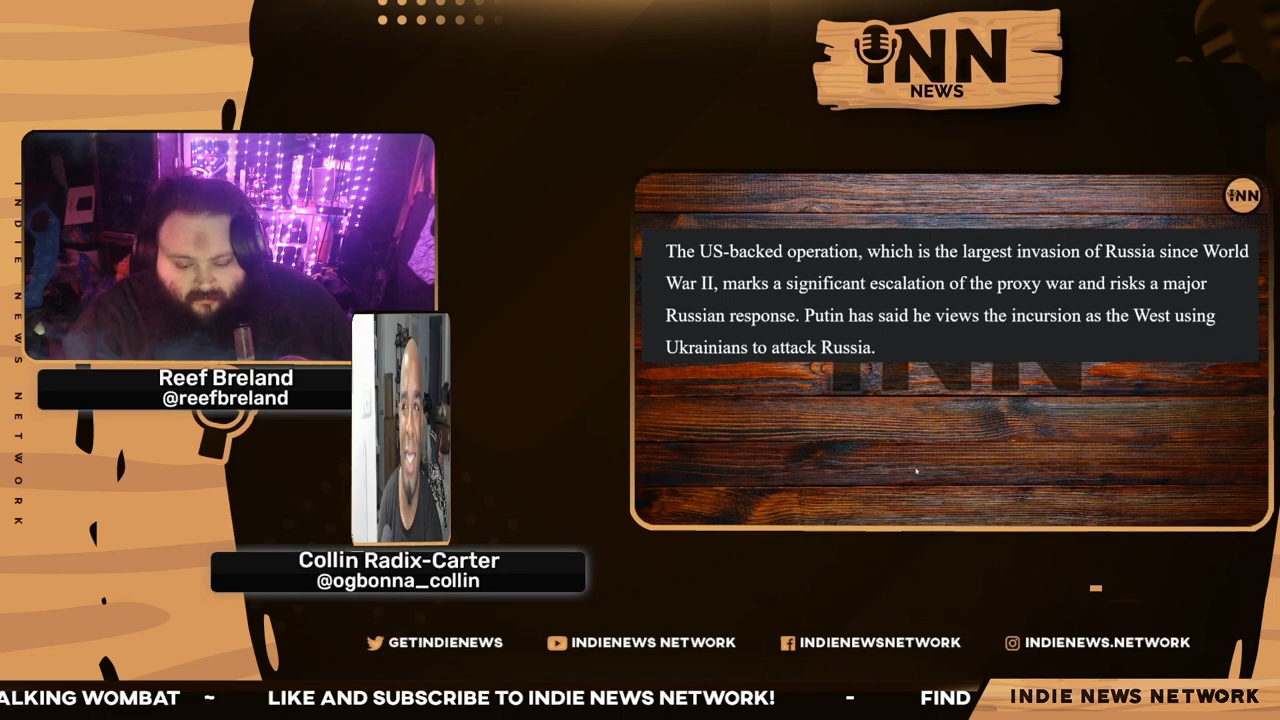 INN
NEWS
INDIE NEWS NETWORK
INN
The US-backed operation, which is the largest invasion of Russia since World
War II, marks a significant escalation of the proxy war and risks a major
Russian response. Putin has said he views the incursion as the West using
Ukrainians to attack Russia.
INN
Reef Breland
@reefbreland
Collin Radix-Carter
@ogbonna_collin
GETINDIENEWS
INDIENEWS NETWORK
INDIENEWSNETWORK
INDIENEWS.NETWORK
ALKING WOMBAT ~ LIKE AND SUBSCRIBE TO INDIE NEWS NETWORK! - FIND
INDIE NEWS NETWORK